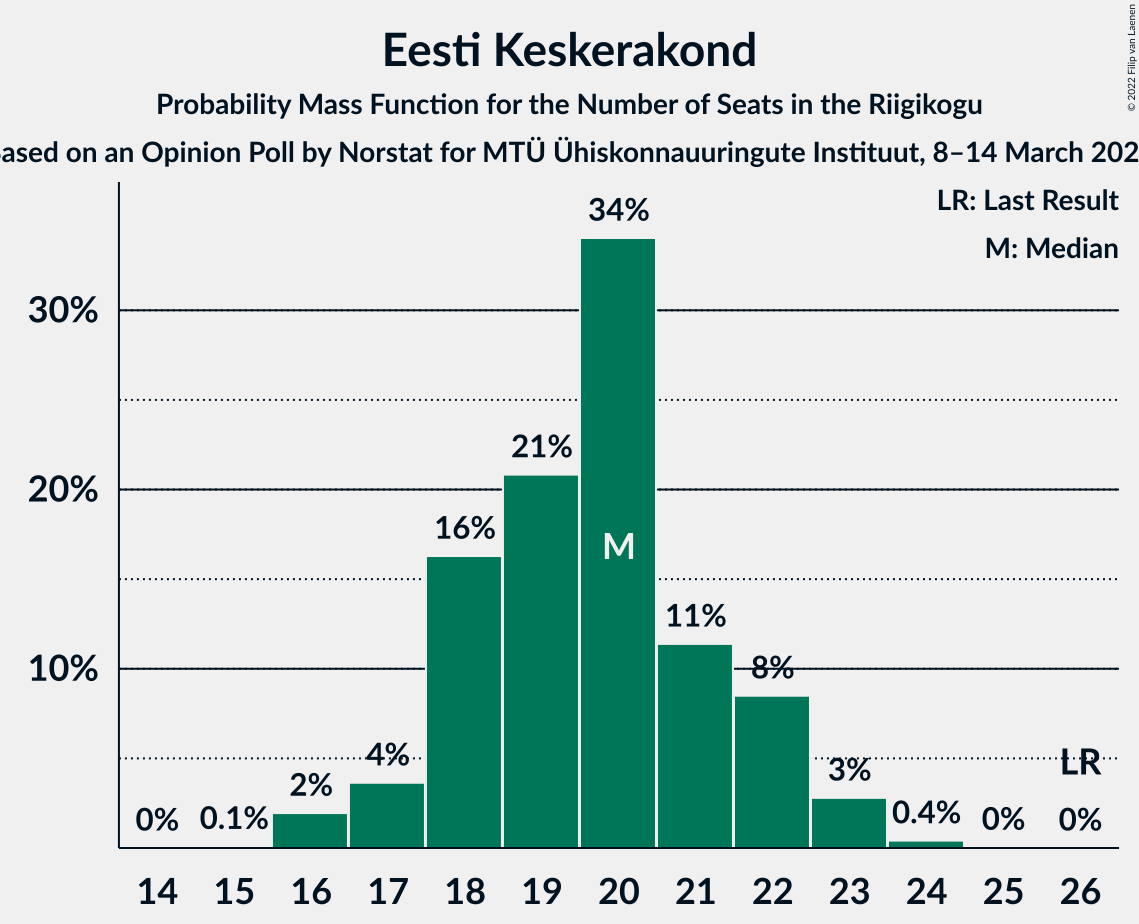 Eesti Keskerakond
Probability Mass Function for the Number of Seats in the Riigikogu
on an Opinion Poll by Norstat for MTÜ Ühiskonnauuringute Instituut, 8–14 March
© 2022 Filip van Laenen
LR: Last Result
M: Median
30%
20%
10%
0%
0.1%
2%
4%
16%
21%
34%
M
11%
8%
3%
0.4%
0%
LR
0%
14 15 16 17 18 19 20 21 22 23 24 25 26